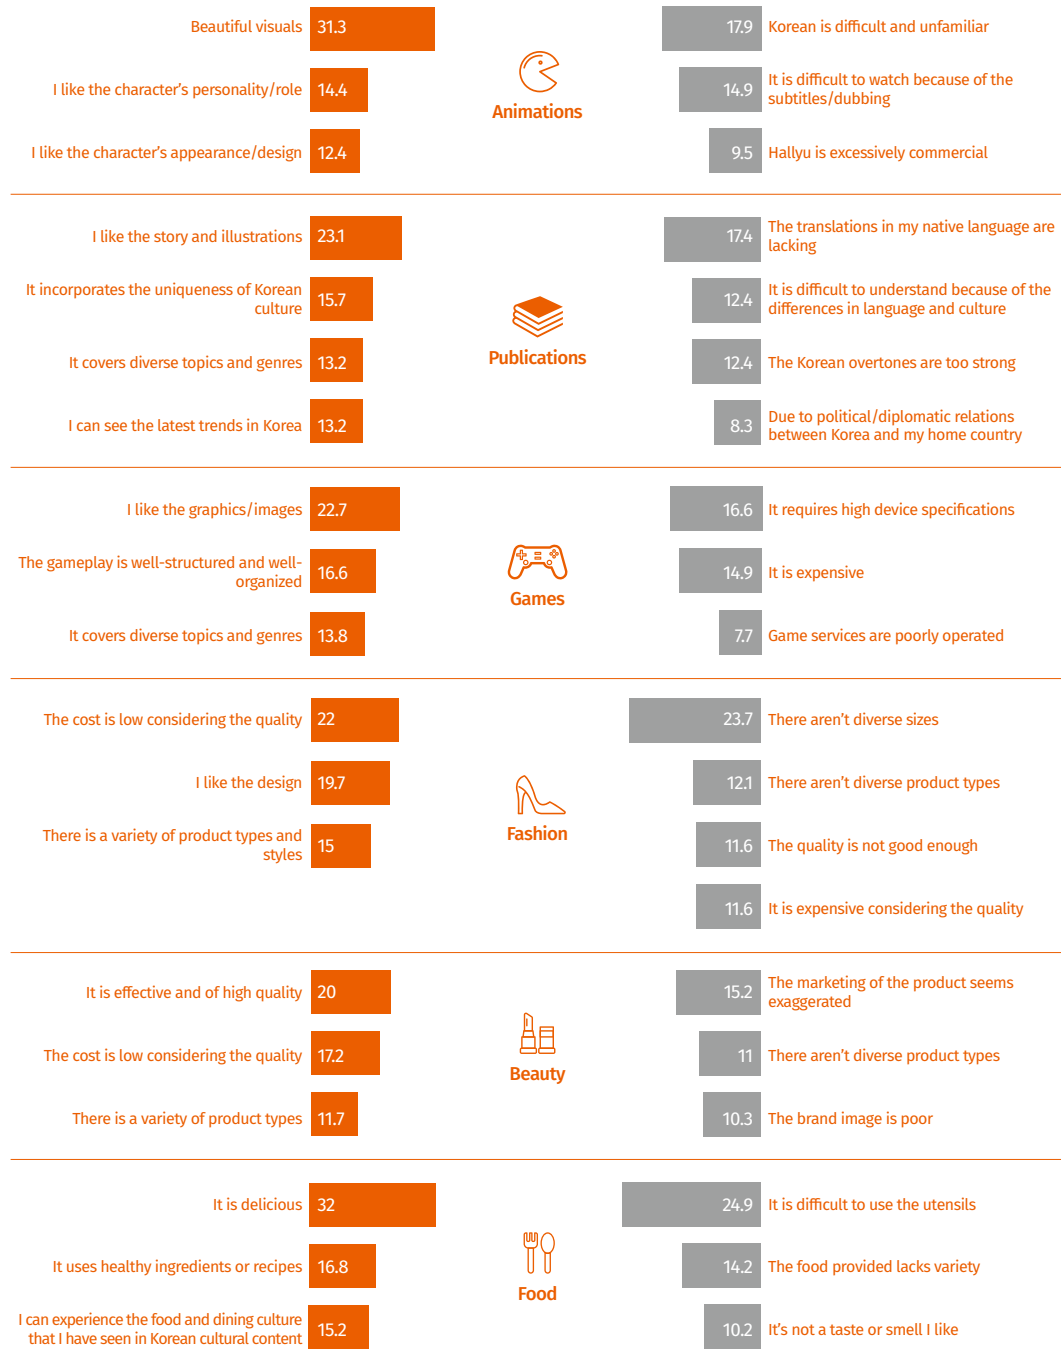 Beautiful visuals 31.3
I like the character's personality/role 14.4
I like the character's appearance/design 12.4
Animations
17.9 Korean is difficult and unfamiliar
14.9 It is difficult to watch because of the
subtitles/dubbing
9.5 Hallyu is excessively commercial
I like the story and illustrations 23.1
It incorporates the uniqueness of Korean
culture 15.7
It covers diverse topics and genres 13.2
I can see the latest trends in Korea 13.2
Publications
17.4 The translations in my native language are
lacking
12.4 It is difficult to understand because of the
differences in language and culture
12.4 The Korean overtones are too strong
8.3 Due to political/diplomatic relations
between Korea and my home country
I like the graphics/images 22.7
The gameplay is well-structured and well-
organized 16.6
It covers diverse topics and genres 13.8
Games
16.6 It requires high device specifications
14.9 It is expensive
7.7 Game services are poorly operated
The cost is low considering the quality 22
I like the design 19.7
There is a variety of product types and
styles 15
Fashion
23.7 There aren't diverse sizes
12.1 There aren't diverse product types
11.6 The quality is not good enough
11.6 It is expensive considering the quality
It is effective and of high quality 20
The cost is low considering the quality 17.2
There is a variety of product types 11.7
Beauty
15.2 The marketing of the product seems
exaggerated
11 There aren't diverse product types
10.3 The brand image is poor
It is delicious 32
It uses healthy ingredients or recipes 16.8
I can experience the food and dining culture
that I have seen in Korean cultural content 15.2
Food
24.9 It is difficult to use the utensils
14.2 The food provided lacks variety
10.2 It's not a taste or smell I like